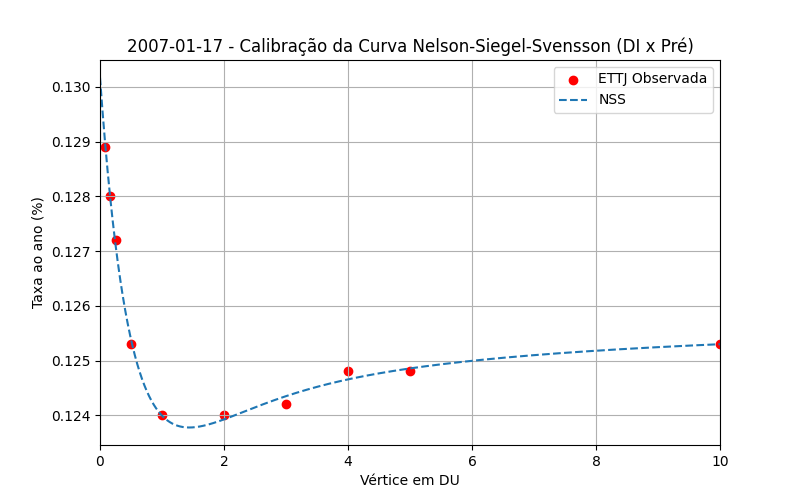 2007-01-17 - Calibração da Curva Nelson-Siegel-Svensson (DI x Pré)
ETTJ Observada
NSS
Taxa ao ano (%)
0.130
0.129
0.128
0.127
0.126
0.125
0.124
0 2 4 6 8 10
Vértice em DU